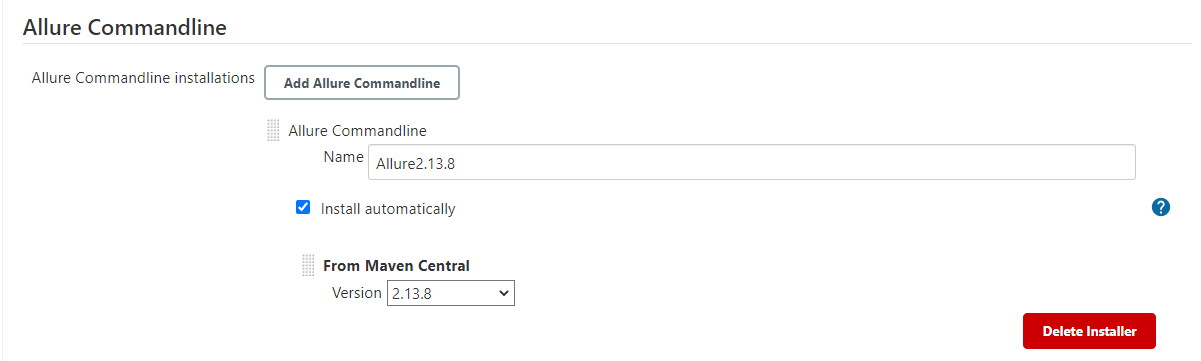 Allure Commandline
Allure Commandline installations
Add Allure Commandline
Allure Commandline
Name
Allure2.13.8
Install automatically
?
From Maven Central
Version
2.13.8
Delete Installer